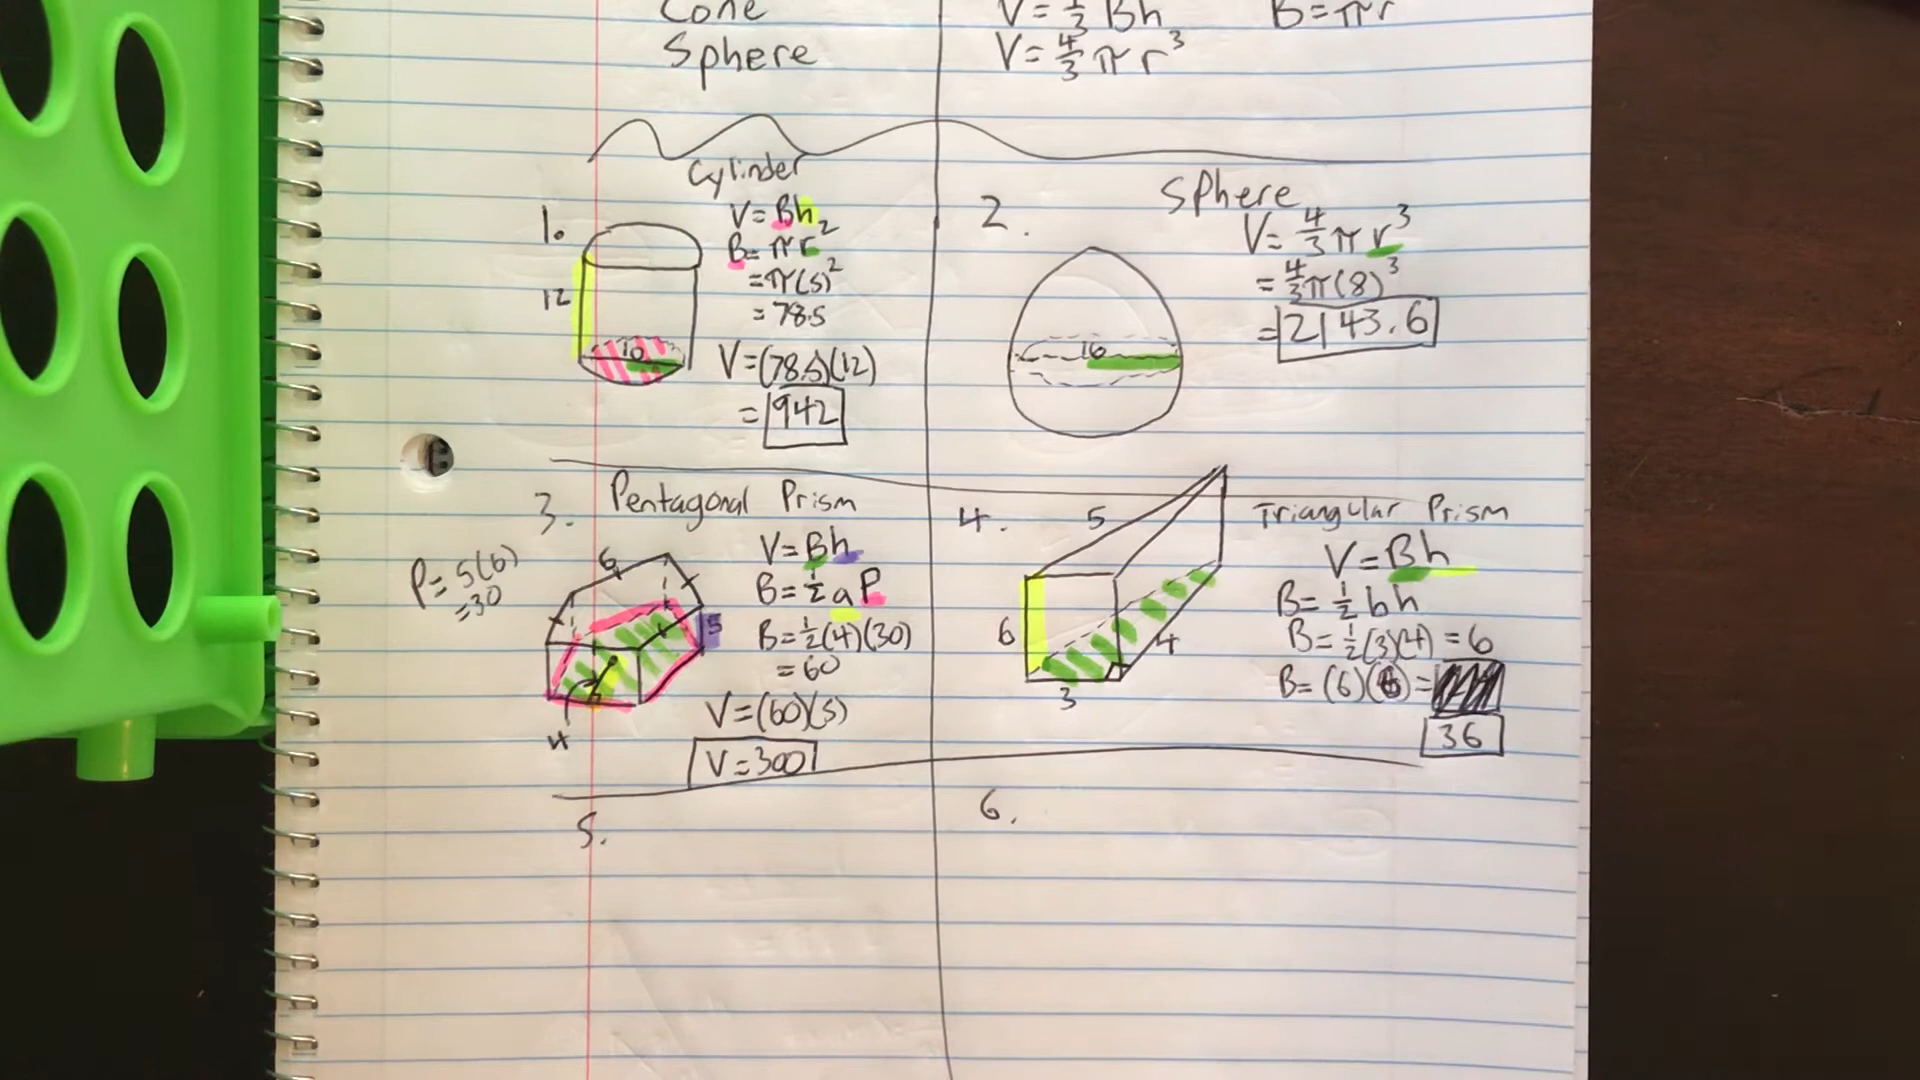 Cone V = 1/3 Bh B = πr
Sphere V = 4/3 πr³
Cylinder
1.
V = Bh
B = πr²
= π(5)²
= 78.5
V = (78.5)(12)
= 942
12
10
2.
Sphere
V = 4/3 πr³
= 4/3 π(8)³
= 2143.6
16
3. Pentagonal Prism
P = 5(6)
= 30
V = Bh
B = 1/2 aP
B = 1/2 (4)(30)
= 60
V = (60)(5)
V = 300
6
5
4
4. Triangular Prism
V = Bh
B = 1/2 bh
B = 1/2 (3)(4) = 6
B = (6)(6) =
36
5
6
4
3
5.
6.